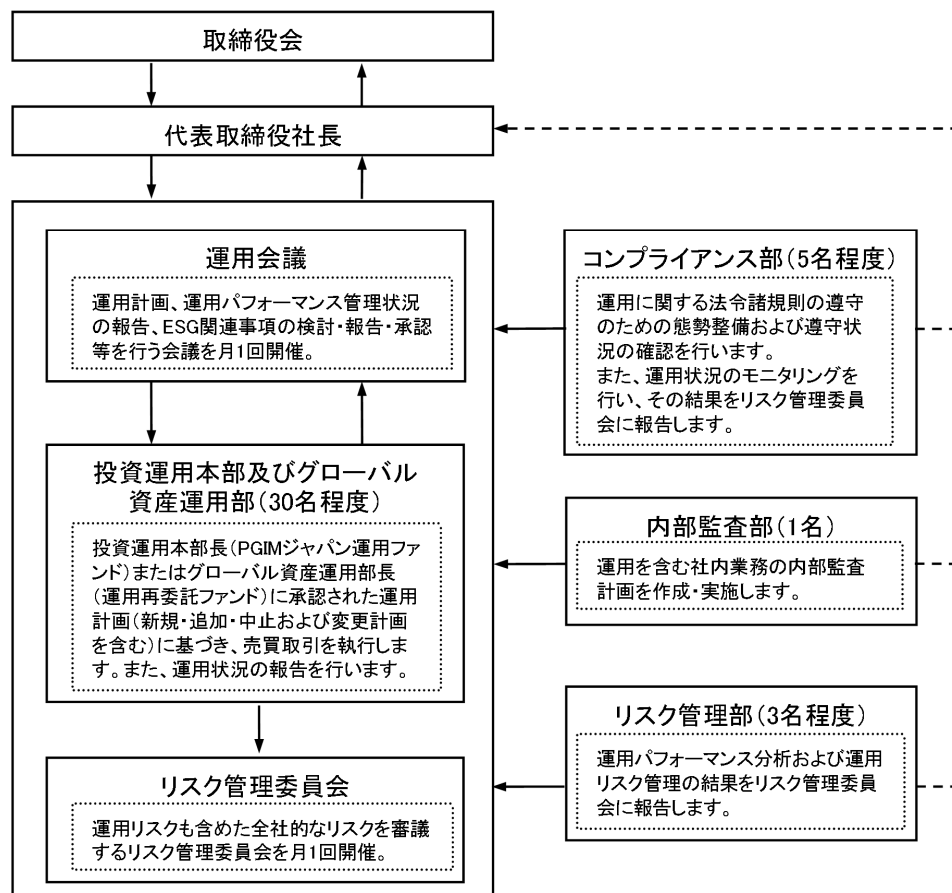 取締役会
代表取締役社長
運用会議
運用計画、運用パフォーマンス管理状況
の報告、ESG関連事項の検討・報告・承認
等を行う会議を月1回開催。
投資運用本部及びグローバル
資産運用部（30名程度）
投資運用本部長（PGIMジャパン運用ファ
ンド）またはグローバル資産運用部長
（運用再委託ファンド）に承認された運用
計画（新規・追加・中止および変更計画
を含む）に基づき、売買取引を執行しま
す。また、運用状況の報告を行います。
リスク管理委員会
運用リスクも含めた全社的なリスクを審議
するリスク管理委員会を月1回開催。
コンプライアンス部（5名程度）
運用に関する法令諸規則の遵守
のための態勢整備および遵守状
況の確認を行います。
また、運用状況のモニタリングを
行い、その結果をリスク管理委員
会に報告します。
内部監査部（1名）
運用を含む社内業務の内部監査
計画を作成・実施します。
リスク管理部（3名程度）
運用パフォーマンス分析および運用
リスク管理の結果をリスク管理委員
会に報告します。